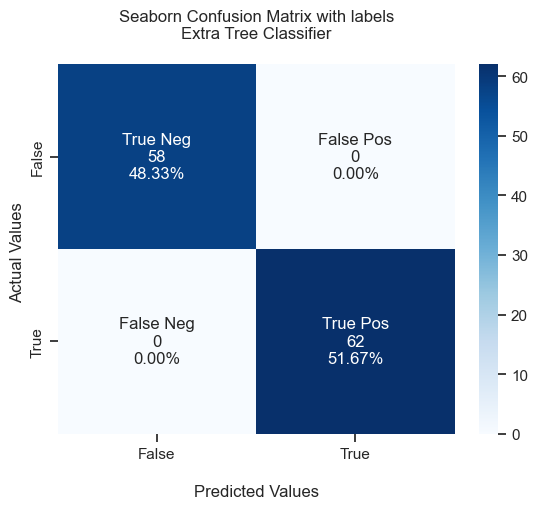 Seaborn Confusion Matrix with labels
Extra Tree Classifier
True Neg
58
48.33%
False Pos
0
0.00%
False Neg
0
0.00%
True Pos
62
51.67%
False
True
Actual Values
False
True
Predicted Values
60
50
40
30
20
10
0